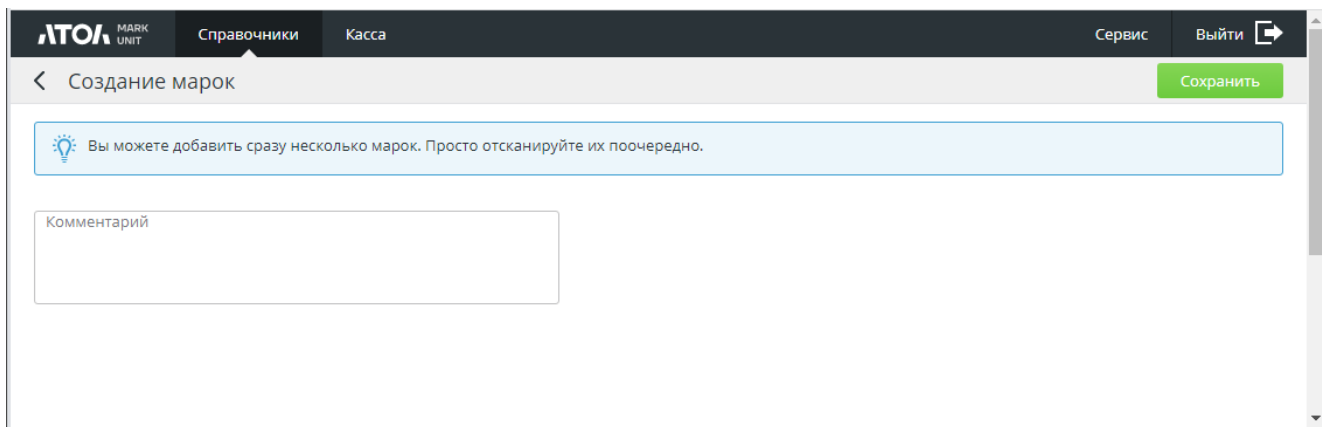 АТОЛ MARK UNIT Справочники Касса Сервис Выйти
Создание марок Сохранить
Вы можете добавить сразу несколько марок. Просто отсканируйте их поочередно.
Комментарий